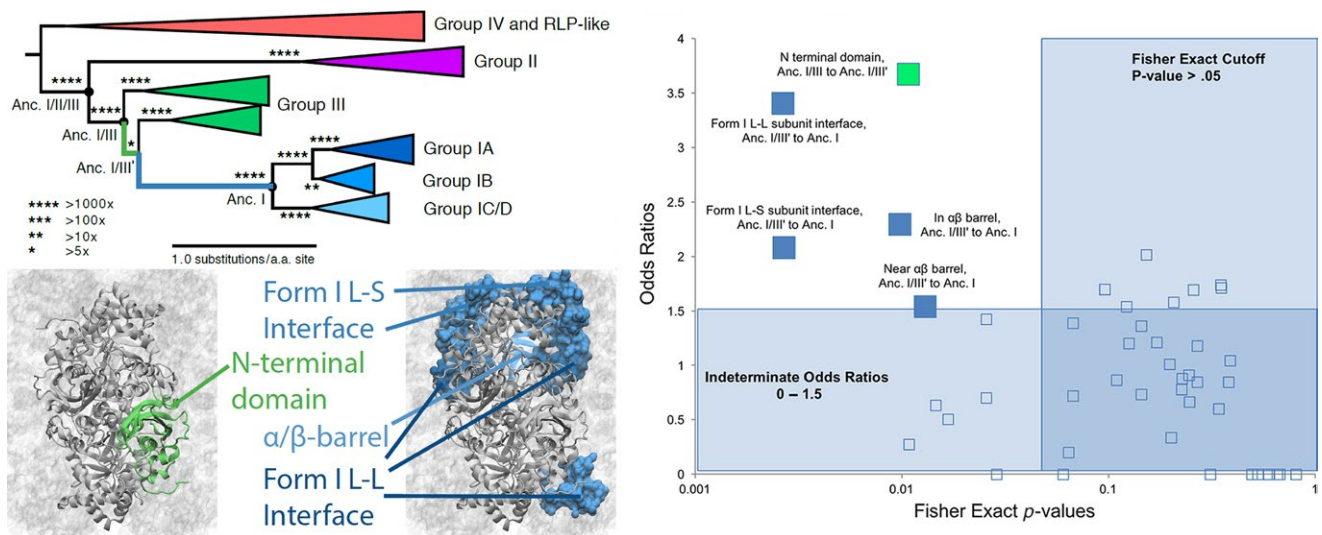 Group IV and RLP-like
****
Group II
****
Anc. I/II/III
****
****
Group III
Anc. I/III
*
Anc. I/III'
****
Group IA
****
****
Group IB
**
Anc. I
Group IC/D
****
**** >1000x
*** >100x
** >10x
* >5x
1.0 substitutions/a.a. site
Form I L-S
Interface
N-terminal
domain
α/β-barrel
Form I L-L
Interface
Odds Ratios
4
3.5
3
2.5
2
1.5
1
0.5
0
N terminal domain,
Anc. I/III to Anc. I/III'
Form I L-L subunit interface,
Anc. I/III' to Anc. I
Form I L-S subunit interface,
Anc. I/III' to Anc. I
In αβ barrel,
Anc. I/III' to Anc. I
Near αβ barrel,
Anc. I/III' to Anc. I
Fisher Exact Cutoff
P-value > .05
Indeterminate Odds Ratios
0 – 1.5
0.001
0.01
0.1
1
Fisher Exact p-values